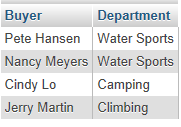 Buyer Department
Pete Hansen Water Sports
Nancy Meyers Water Sports
Cindy Lo Camping
Jerry Martin Climbing